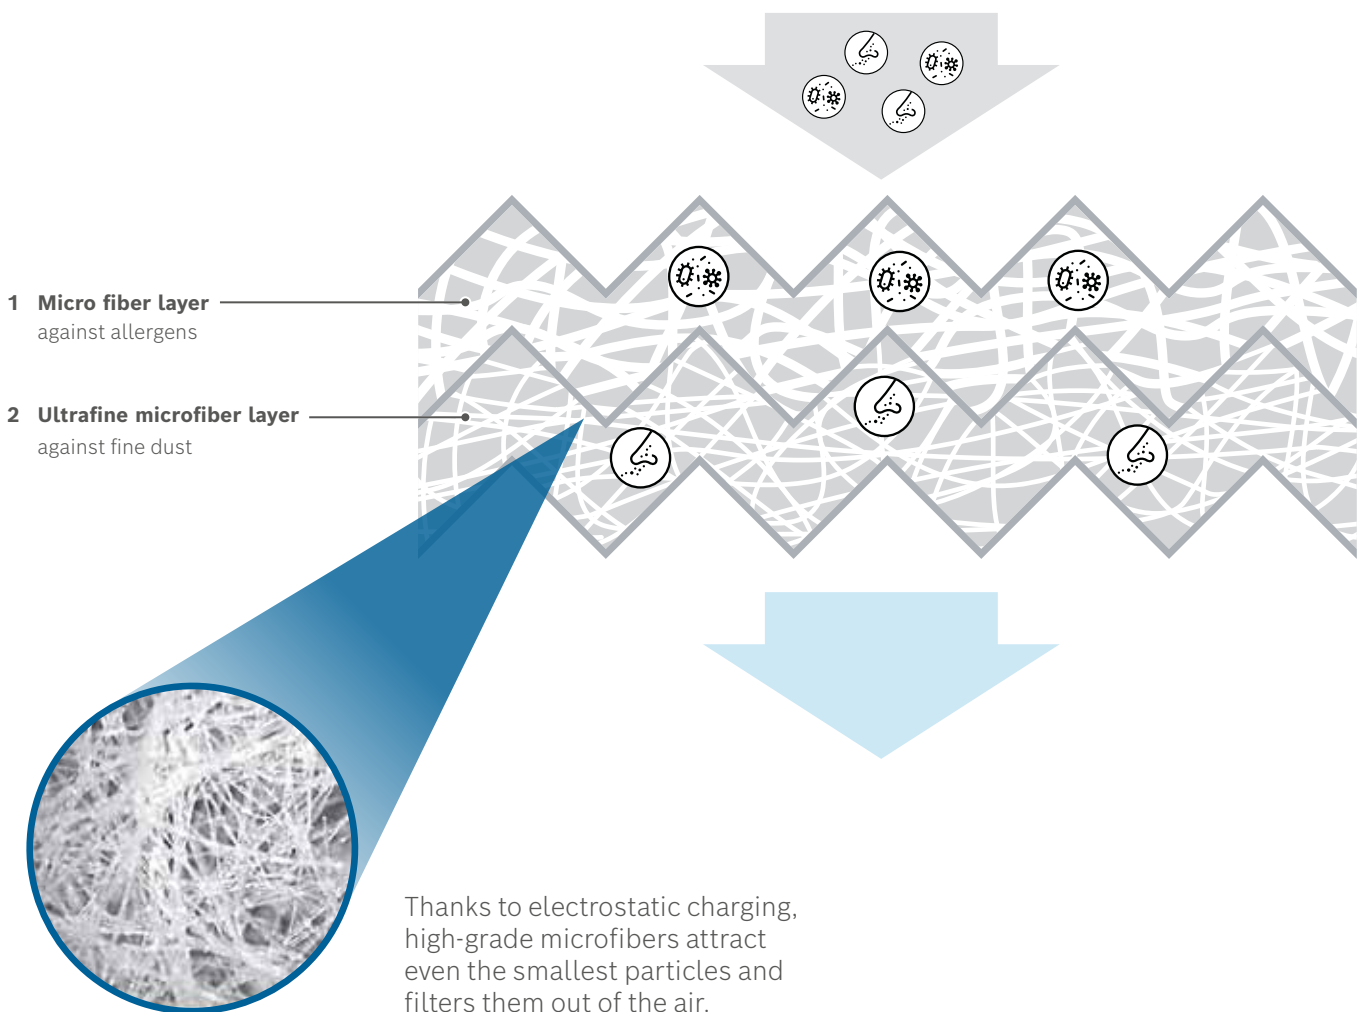 1 Micro fiber layer
against allergens
2 Ultrafine microfiber layer
against fine dust
Thanks to electrostatic charging,
high-grade microfibers attract
even the smallest particles and
filters them out of the air.